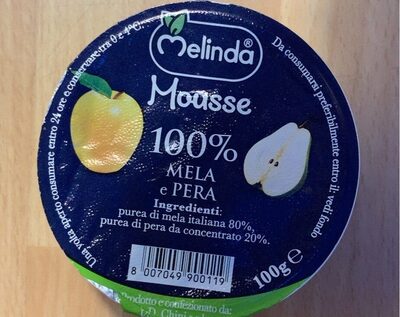 Melinda®
Mousse
100%
MELA
e PERA
Ingredienti:
purea di mela italiana 80%,
purea di pera da concentrato 20%.
8 007049 900119
100g e
Una volta aperto consumare entro 24 ore e conservare tra 0 e 4°C.
Da consumarsi preferibilmente entro il: vedi fondo
Prodotto e confezionato da: